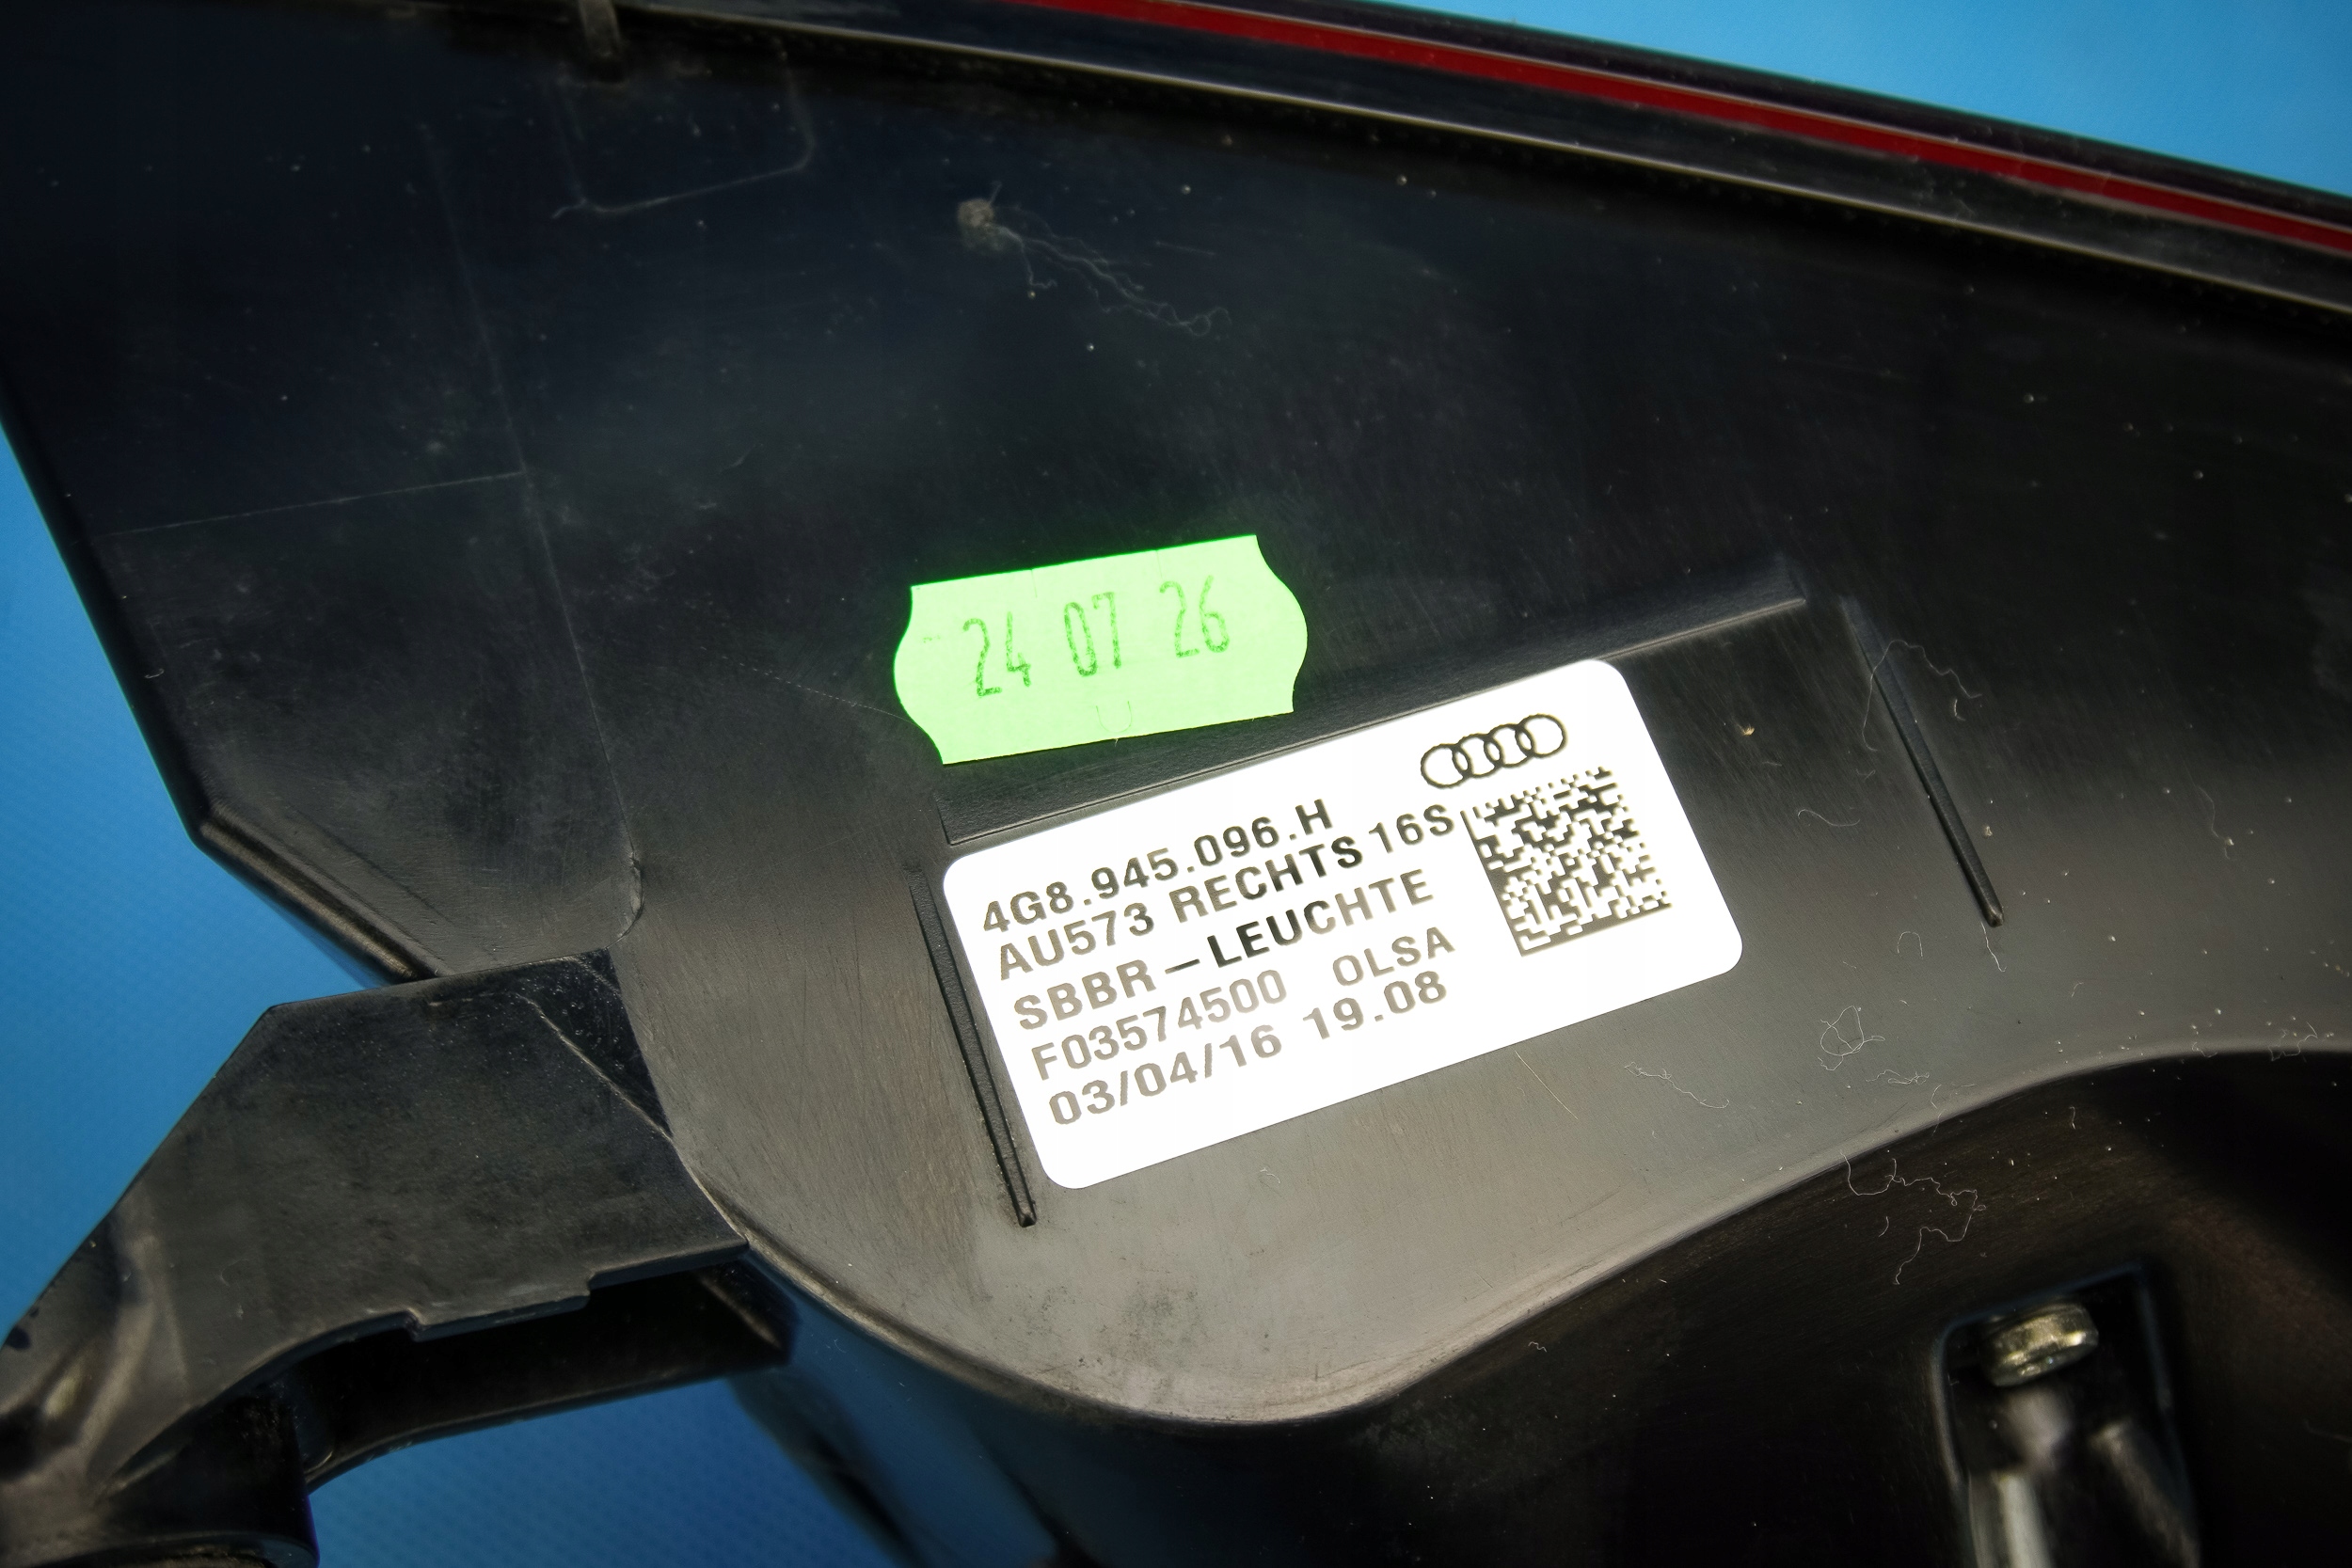 24 07 26
4G8.945.096.H
AU573 RECHTS 16S
SBBR-LEUCHTE
F03574500 OLSA
03/04/16 19.08